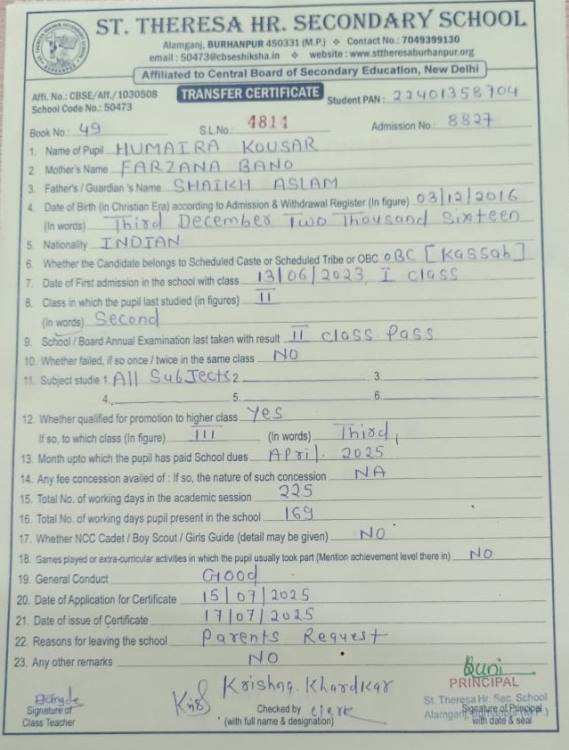 ST. THERESA HR. SECONDARY SCHOOL
Alamganj, BURHANPUR 450331 (M.P.) ❖ Contact No.: 7049399130
email : 50473@cbseshiksha.in ❖ website : www.sttheresaburhanpur.org
Affiliated to Central Board of Secondary Education, New Delhi
Affi. No.: CBSE/Aff./1030508 TRANSFER CERTIFICATE Student PAN : 22401358704
School Code No.: 50473
Book No.: 49 S.L.No.: 4811 Admission No.: 8827
1. Name of Pupil HUMAIRA KOUSAR
2. Mother's Name FARZANA BANO
3. Father's / Guardian 's Name SHAIKH ASLAM
4. Date of Birth (in Christian Era) according to Admission & Withdrawal Register (In figure) 03/12/2016
(In words) Third December Two Thousand Sixteen
5. Nationality INDIAN
6. Whether the Candidate belongs to Scheduled Caste or Scheduled Tribe or OBC OBC [Kassab]
7. Date of First admission in the school with class 13/06/2023, I class
8. Class in which the pupil last studied (in figures) II
(in words) Second
9. School / Board Annual Examination last taken with result II class Pass
10. Whether failed, if so once / twice in the same class NO
11. Subject studie 1. All SubJects 2. 3.
4. 5. 6.
12. Whether qualified for promotion to higher class Yes
If so, to which class (In figure) III (In words) Third,
13. Month upto which the pupil has paid School dues April. 2025
14. Any fee concession availed of : If so, the nature of such concession NA
15. Total No. of working days in the academic session 225
16. Total No. of working days pupil present in the school 169
17. Whether NCC Cadet / Boy Scout / Girls Guide (detail may be given) NO
18. Games played or extra-curricular activities in which the pupil usually took part (Mention achievement level there in) NO
19. General Conduct GOOD
20. Date of Application for Certificate 15/07/2025
21. Date of issue of Certificate 17/07/2025
22. Reasons for leaving the school Parents Request
23. Any other remarks NO
Krishna. Khardkar
PRINCIPAL
St. Theresa Hr. Sec. School
Signature of Checked by clerk Alamganj, Signature of Principal
Class Teacher (with full name & designation) with date & seal